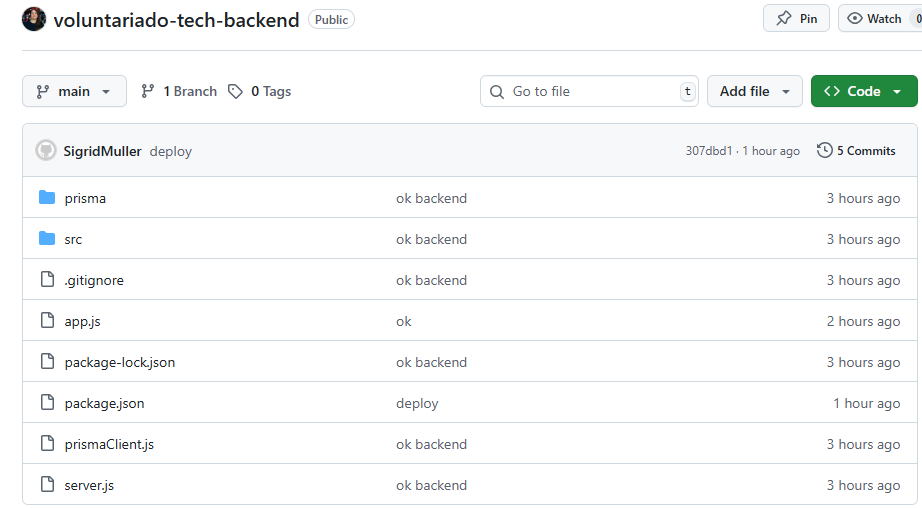 voluntariado-tech-backend Public Pin Watch 0
main 1 Branch 0 Tags Go to file t Add file Code
SigridMuller deploy 307dbd1 · 1 hour ago 5 Commits
prisma ok backend 3 hours ago
src ok backend 3 hours ago
.gitignore ok backend 3 hours ago
app.js ok 2 hours ago
package-lock.json ok backend 3 hours ago
package.json deploy 1 hour ago
prismaClient.js ok backend 3 hours ago
server.js ok backend 3 hours ago